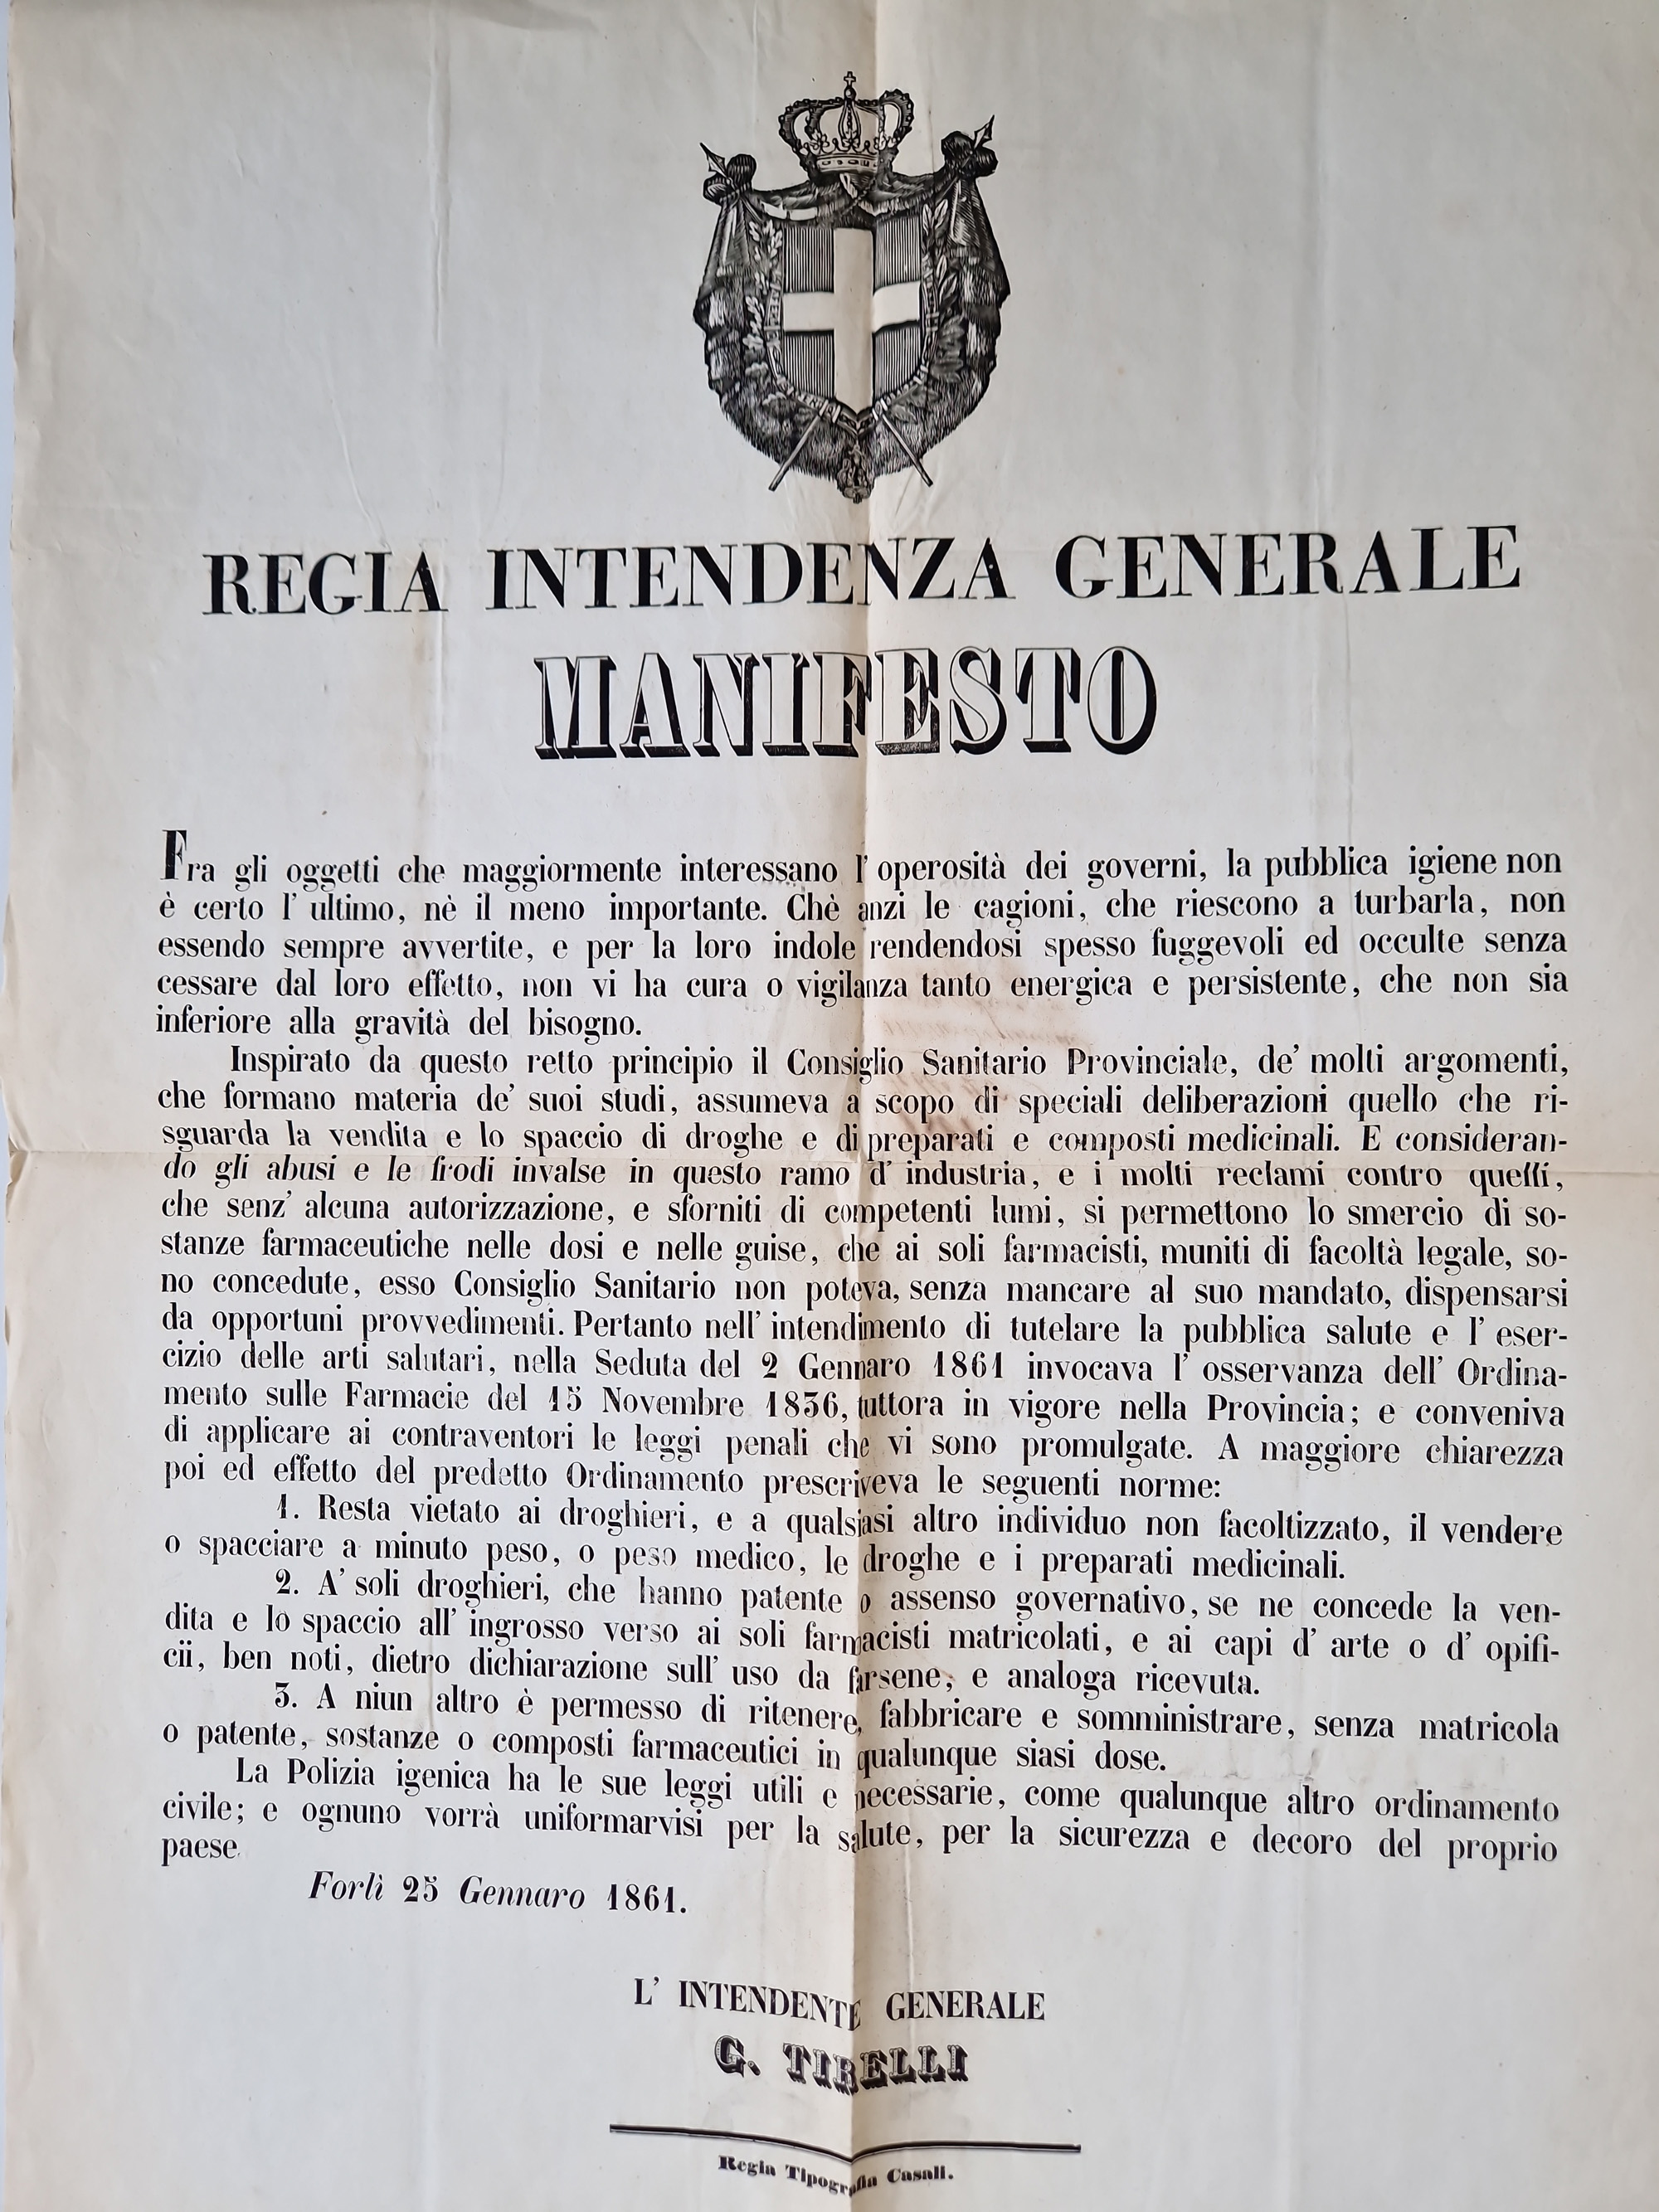 REGIA INTENDENZA GENERALE
MANIFESTO
Fra gli oggetti che maggiormente interessano l' operosità dei governi, la pubblica igiene non
è certo l' ultimo, nè il meno importante. Chè anzi le cagioni, che riescono a turbarla, non
essendo sempre avvertite, e per la loro indole rendendosi spesso fuggevoli ed occulte senza
cessare dal loro effetto, non vi ha cura o vigilanza tanto energica e persistente, che non sia
inferiore alla gravità del bisogno.
Inspirato da questo retto principio il Consiglio Sanitario Provinciale, de' molti argomenti,
che formano materia de' suoi studi, assumeva a scopo di speciali deliberazioni quello che ri-
sguarda la vendita e lo spaccio di droghe e di preparati e composti medicinali. E consideran-
do gli abusi e le frodi invalse in questo ramo d' industria, e i molti reclami contro quelli,
che senz' alcuna autorizzazione, e sforniti di competenti lumi, si permettono lo smercio di so-
stanze farmaceutiche nelle dosi e nelle guise, che ai soli farmacisti, muniti di facoltà legale, so-
no concedute, esso Consiglio Sanitario non poteva, senza mancare al suo mandato, dispensarsi
da opportuni provvedimenti. Pertanto nell' intendimento di tutelare la pubblica salute e l' eser-
cizio delle arti salutari, nella Seduta del 2 Gennaro 1861 invocava l' osservanza dell' Ordina-
mento sulle Farmacie del 15 Novembre 1836, tuttora in vigore nella Provincia; e conveniva
di applicare ai contraventori le leggi penali che vi sono promulgate. A maggiore chiarezza
poi ed effetto del predetto Ordinamento prescriveva le seguenti norme:
1. Resta vietato ai droghieri, e a qualsiasi altro individuo non facoltizzato, il vendere
o spacciare a minuto peso, o peso medico, le droghe e i preparati medicinali.
2. A' soli droghieri, che hanno patente o assenso governativo, se ne concede la ven-
dita e lo spaccio all' ingrosso verso ai soli farmacisti matricolati, e ai capi d' arte o d' opifi-
cii, ben noti, dietro dichiarazione sull' uso da farsene, e analoga ricevuta.
3. A niun altro è permesso di ritenere, fabbricare e somministrare, senza matricola
o patente, sostanze o composti farmaceutici in qualunque siasi dose.
La Polizia igenica ha le sue leggi utili e necessarie, come qualunque altro ordinamento
civile; e ognuno vorrà uniformarvisi per la salute, per la sicurezza e decoro del proprio
paese.
Forlì 25 Gennaro 1861.
L' INTENDENTE GENERALE
G. TIRELLI
Regia Tipografia Casali.